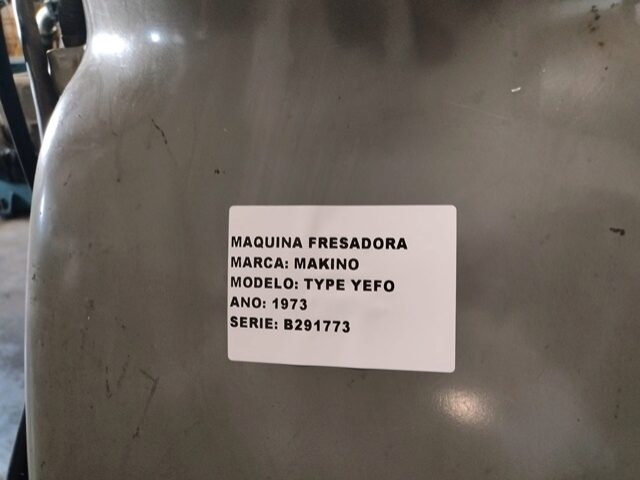 MAQUINA FRESADORA
MARCA: MAKINO
MODELO: TYPE YEFO
ANO: 1973
SERIE: B291773